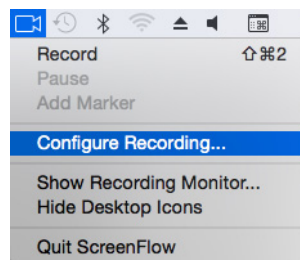 Record ⇧⌘2
Pause
Add Marker
Configure Recording...
Show Recording Monitor...
Hide Desktop Icons
Quit ScreenFlow